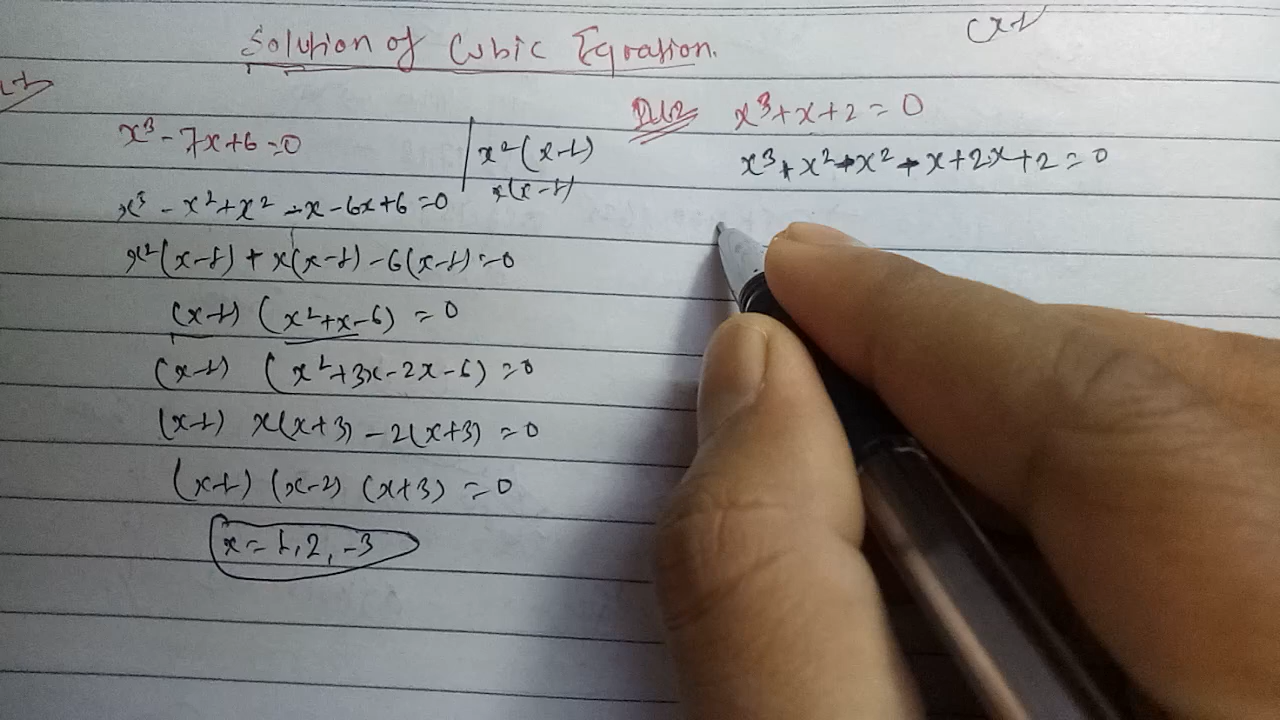 Solution of Cubic Equation.
x³ - 7x + 6 = 0
x³ - x² + x² - x - 6x + 6 = 0
x²(x-1) + x(x-1) - 6(x-1) = 0
(x-1) (x² + x - 6) = 0
(x-1) (x² + 3x - 2x - 6) = 0
(x-1) x(x+3) - 2(x+3) = 0
(x-1) (x-2) (x+3) = 0
x = 1, 2, -3
x²(x-1)
x(x-1)
x³ + x + 2 = 0
x³ + x² - x² - x + 2x + 2 = 0